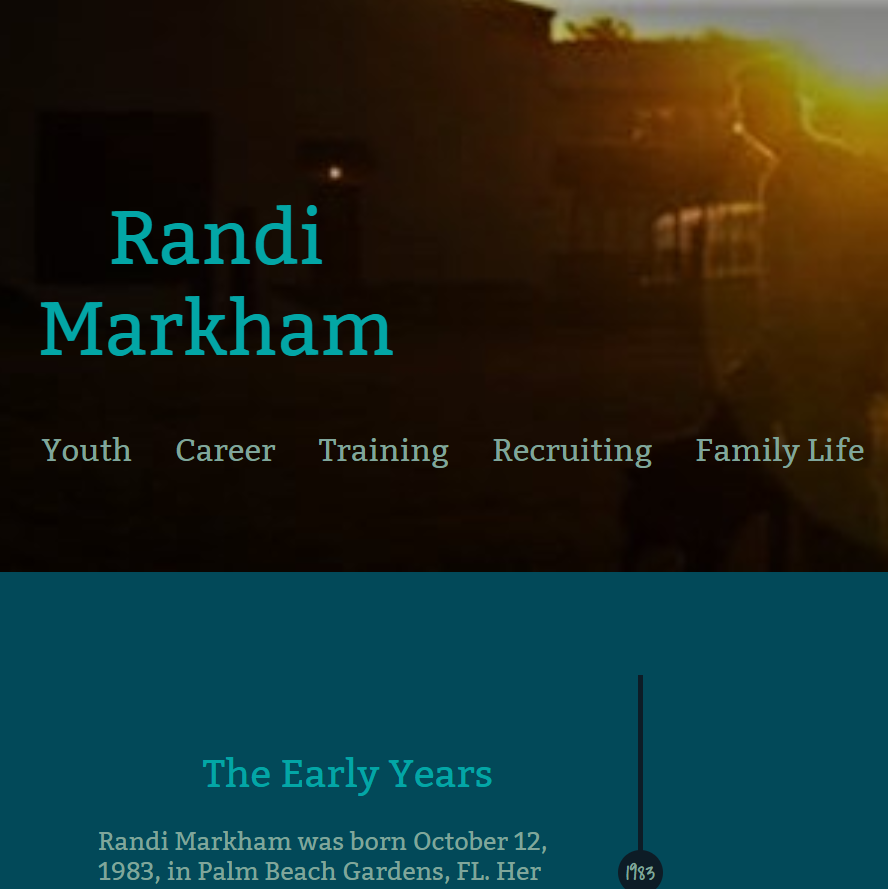 Randi
Markham
Youth Career Training Recruiting Family Life
The Early Years
Randi Markham was born October 12,
1983, in Palm Beach Gardens, FL. Her
1983